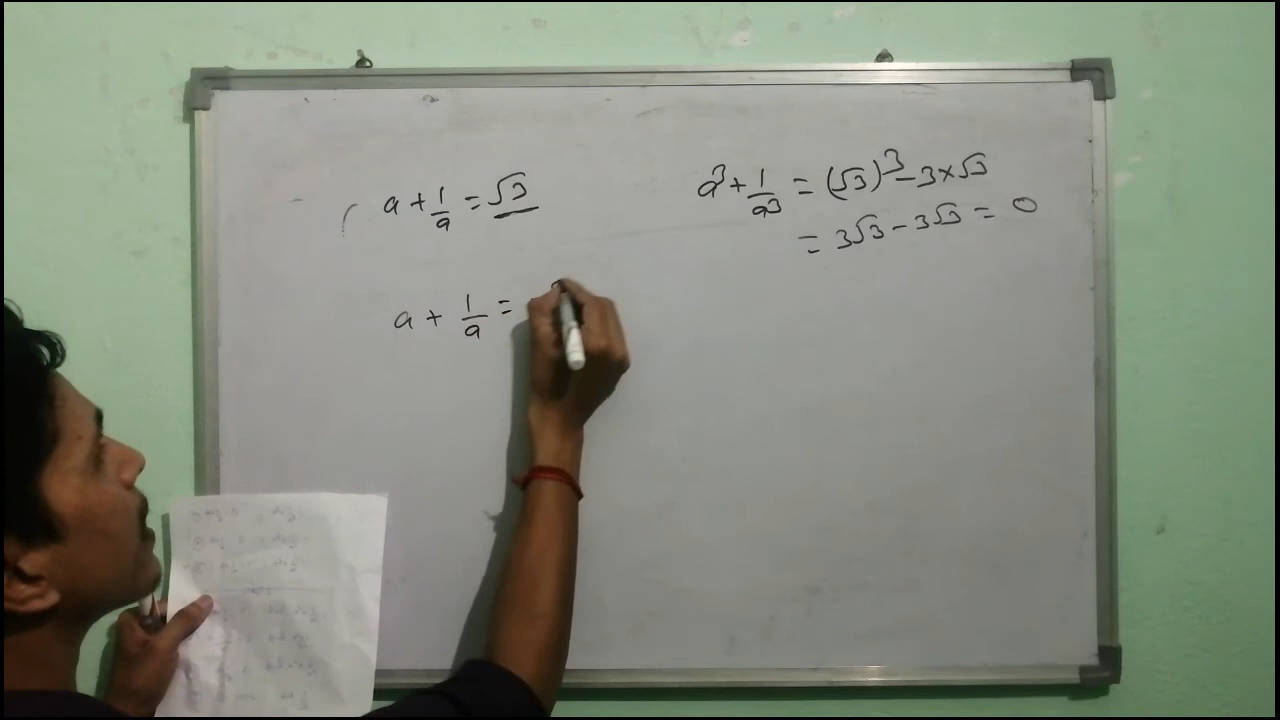 a + 1/a = √3
a³ + 1/a³ = (√3)³ - 3×√3
= 3√3 - 3√3 = 0
a + 1/a =